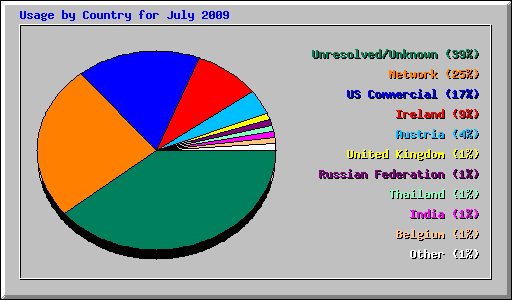 Usage by Country for July 2009
Unresolved/Unknown (39%)
Network (25%)
US Commercial (17%)
Ireland (9%)
Austria (4%)
United Kingdom (1%)
Russian Federation (1%)
Thailand (1%)
India (1%)
Belgium (1%)
Other (1%)